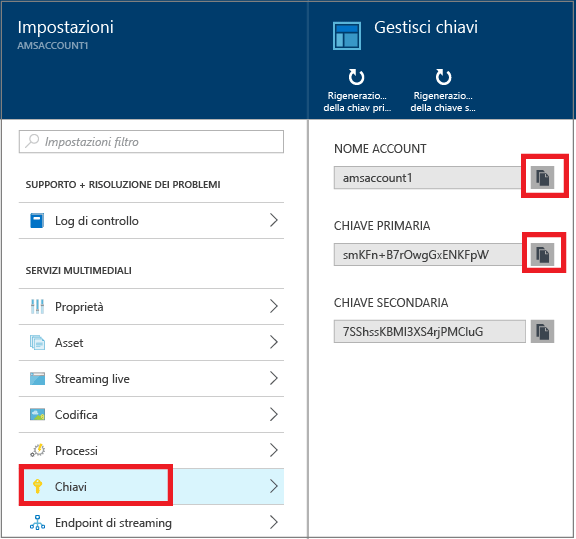 Impostazioni
AMSACCOUNT1
Impostazioni filtro
SUPPORTO + RISOLUZIONE DEI PROBLEMI
Log di controllo
SERVIZI MULTIMEDIALI
Proprietà
Asset
Streaming live
Codifica
Processi
Chiavi
Endpoint di streaming
Gestisci chiavi
Rigenerazio...
della chiav pri...
Rigenerazio...
della chiave s...
NOME ACCOUNT
amsaccount1
CHIAVE PRIMARIA
smKFn+B7rOwgGxENKFpW
CHIAVE SECONDARIA
7SShssKBMI3XS4rjPMCluG